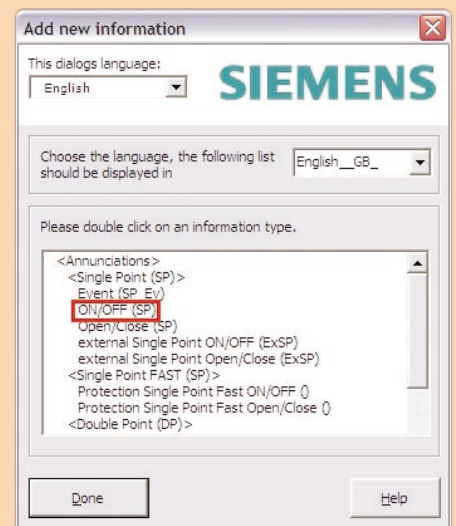 Add new information
This dialogs language:
English
SIEMENS
Choose the language, the following list
should be displayed in
English__GB_
Please double click on an information type.
<Annunciations>
<Single Point (SP)>
Event (SP_Ev)
ON/OFF (SP)
Open/Close (SP)
external Single Point ON/OFF (ExSP)
external Single Point Open/Close (ExSP)
<Single Point FAST (SP)>
Protection Single Point Fast ON/OFF ()
Protection Single Point Fast Open/Close ()
<Double Point (DP)>
Done
Help